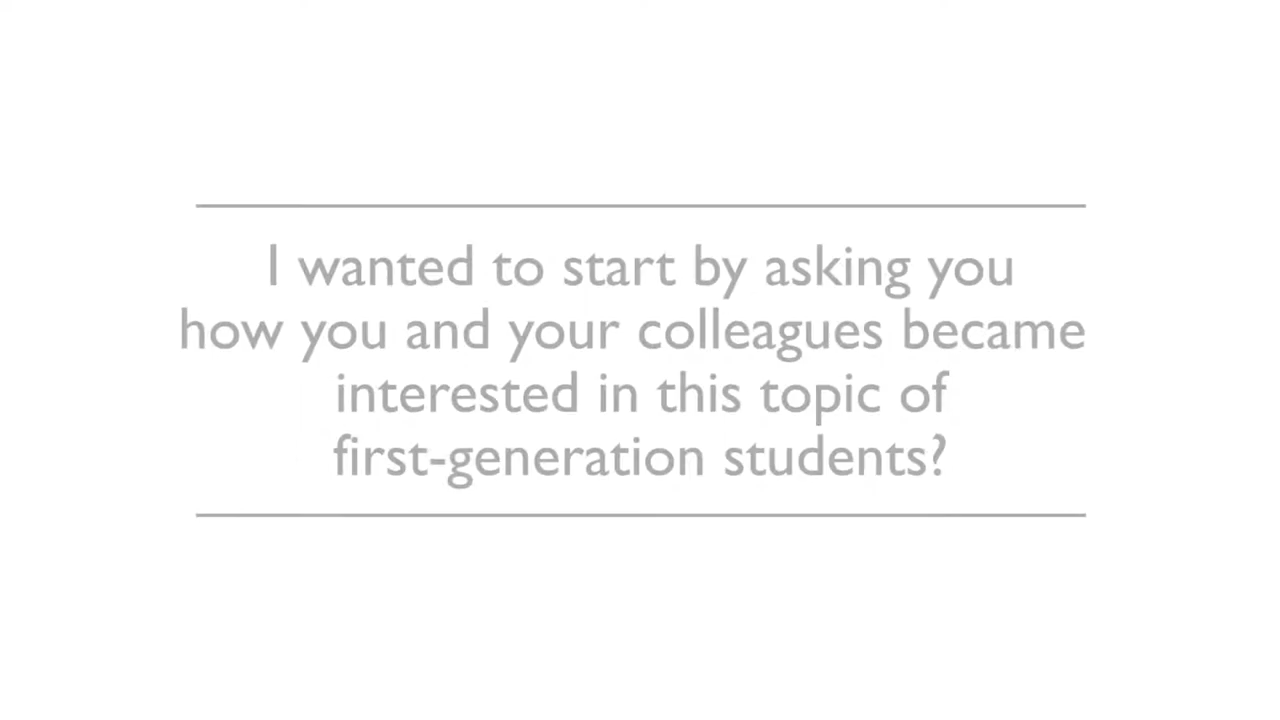 I wanted to start by asking you
how you and your colleagues became
interested in this topic of
first-generation students?